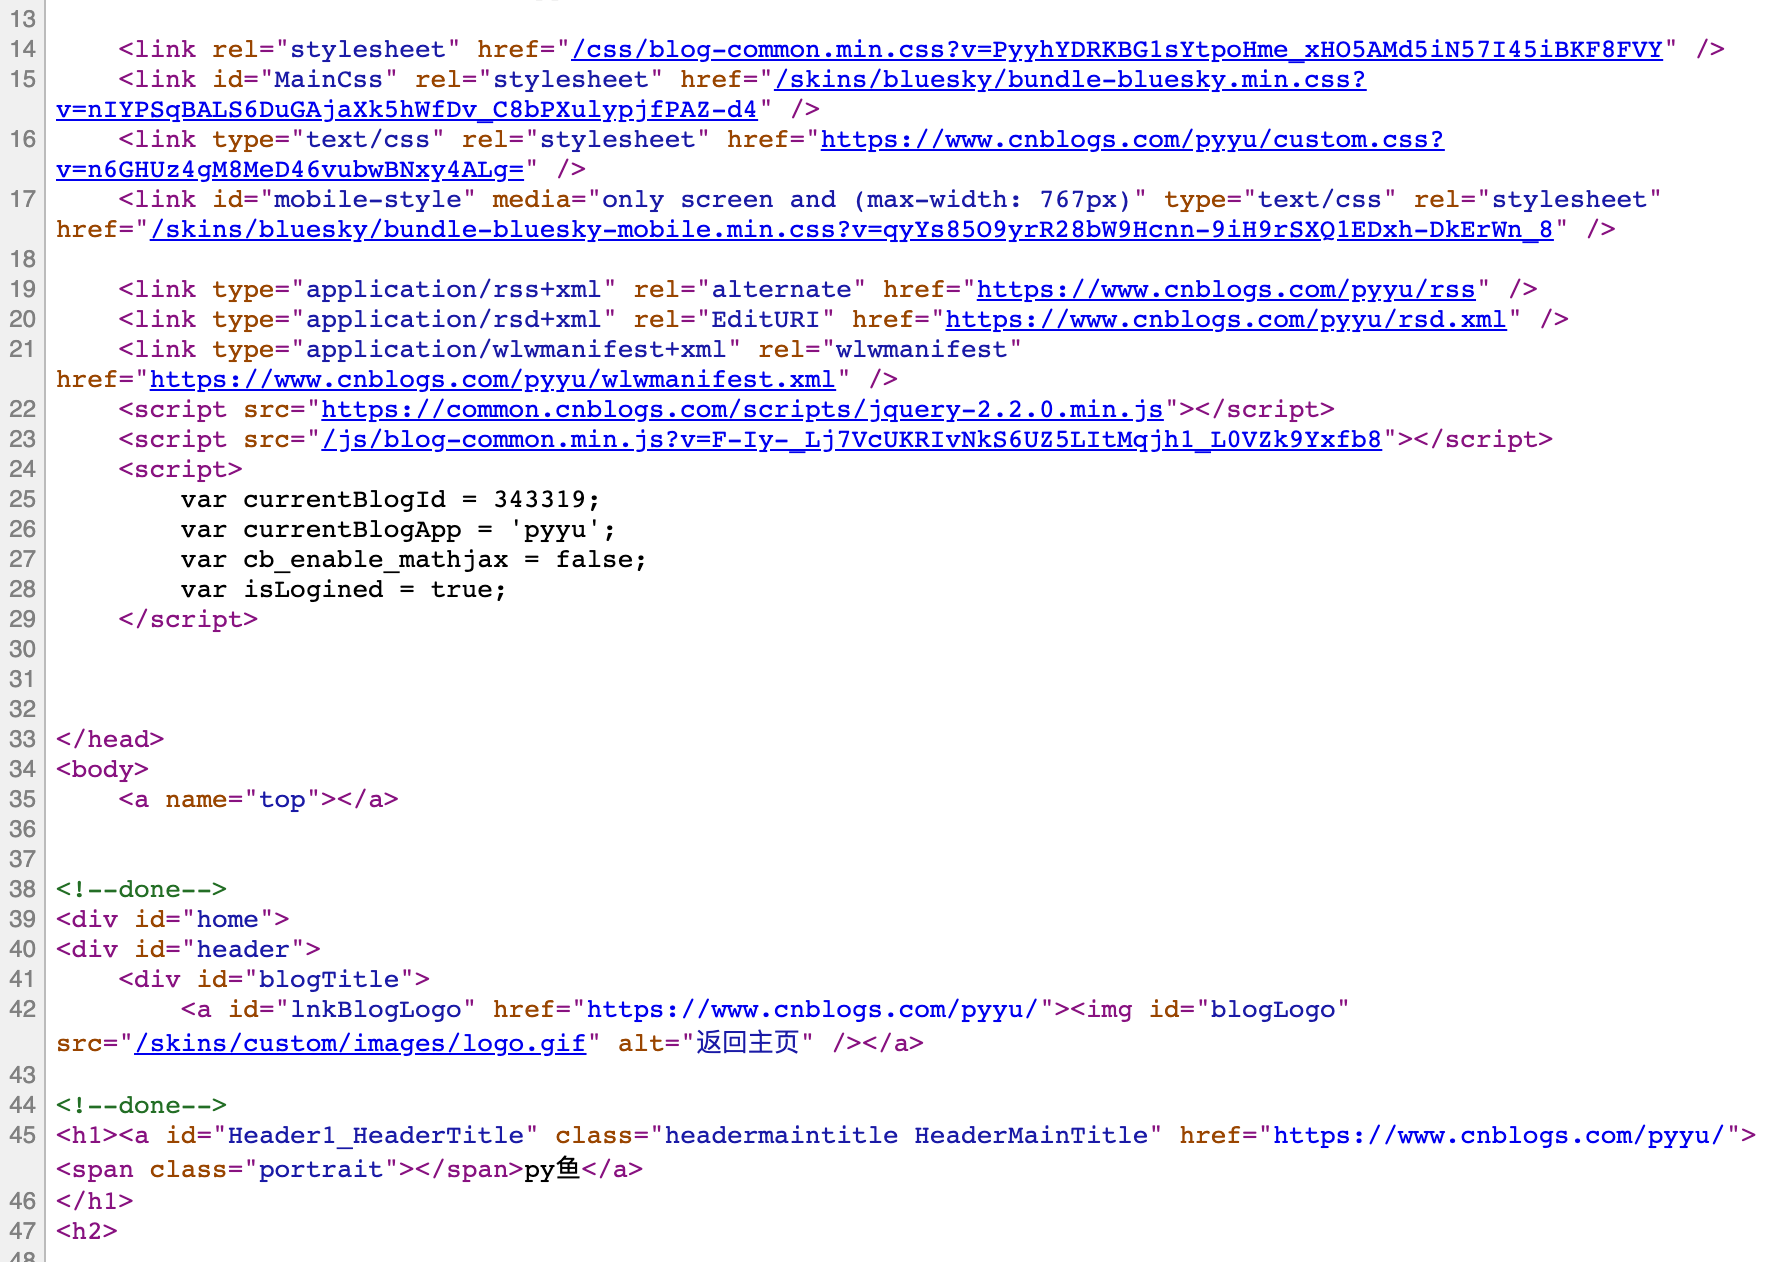 13
14     <link rel="stylesheet" href="/css/blog-common.min.css?v=PyyhYDRKBG1sYtpoHme_xHO5AMd5iN57I45iBKF8FVY" />
15     <link id="MainCss" rel="stylesheet" href="/skins/bluesky/bundle-bluesky.min.css?
v=nIYPSqBALS6DuGAjaXk5hWfDv_C8bPXulypjfPAZ-d4" />
16     <link type="text/css" rel="stylesheet" href="https://www.cnblogs.com/pyyu/custom.css?
v=n6GHUz4gM8MeD46vubwBNxy4ALg=" />
17     <link id="mobile-style" media="only screen and (max-width: 767px)" type="text/css" rel="stylesheet"
href="/skins/bluesky/bundle-bluesky-mobile.min.css?v=qyYs85O9yrR28bW9Hcnn-9iH9rSXQ1EDxh-DkErWn_8" />
18
19     <link type="application/rss+xml" rel="alternate" href="https://www.cnblogs.com/pyyu/rss" />
20     <link type="application/rsd+xml" rel="EditURI" href="https://www.cnblogs.com/pyyu/rsd.xml" />
21     <link type="application/wlwmanifest+xml" rel="wlwmanifest"
href="https://www.cnblogs.com/pyyu/wlwmanifest.xml" />
22     <script src="https://common.cnblogs.com/scripts/jquery-2.2.0.min.js"></script>
23     <script src="/js/blog-common.min.js?v=F-Iy-_Lj7VcUKRIvNkS6UZ5LItMqjh1_L0VZk9Yxfb8"></script>
24     <script>
25         var currentBlogId = 343319;
26         var currentBlogApp = 'pyyu';
27         var cb_enable_mathjax = false;
28         var isLogined = true;
29     </script>
30
31
32
33 </head>
34 <body>
35     <a name="top"></a>
36
37
38 <!--done-->
39 <div id="home">
40 <div id="header">
41     <div id="blogTitle">
42         <a id="lnkBlogLogo" href="https://www.cnblogs.com/pyyu/"><img id="blogLogo"
src="/skins/custom/images/logo.gif" alt="返回主页" /></a>
43
44 <!--done-->
45 <h1><a id="Header1_HeaderTitle" class="headermaintitle HeaderMainTitle" href="https://www.cnblogs.com/pyyu/">
<span class="portrait"></span>py鱼</a>
46 </h1>
47 <h2>
48